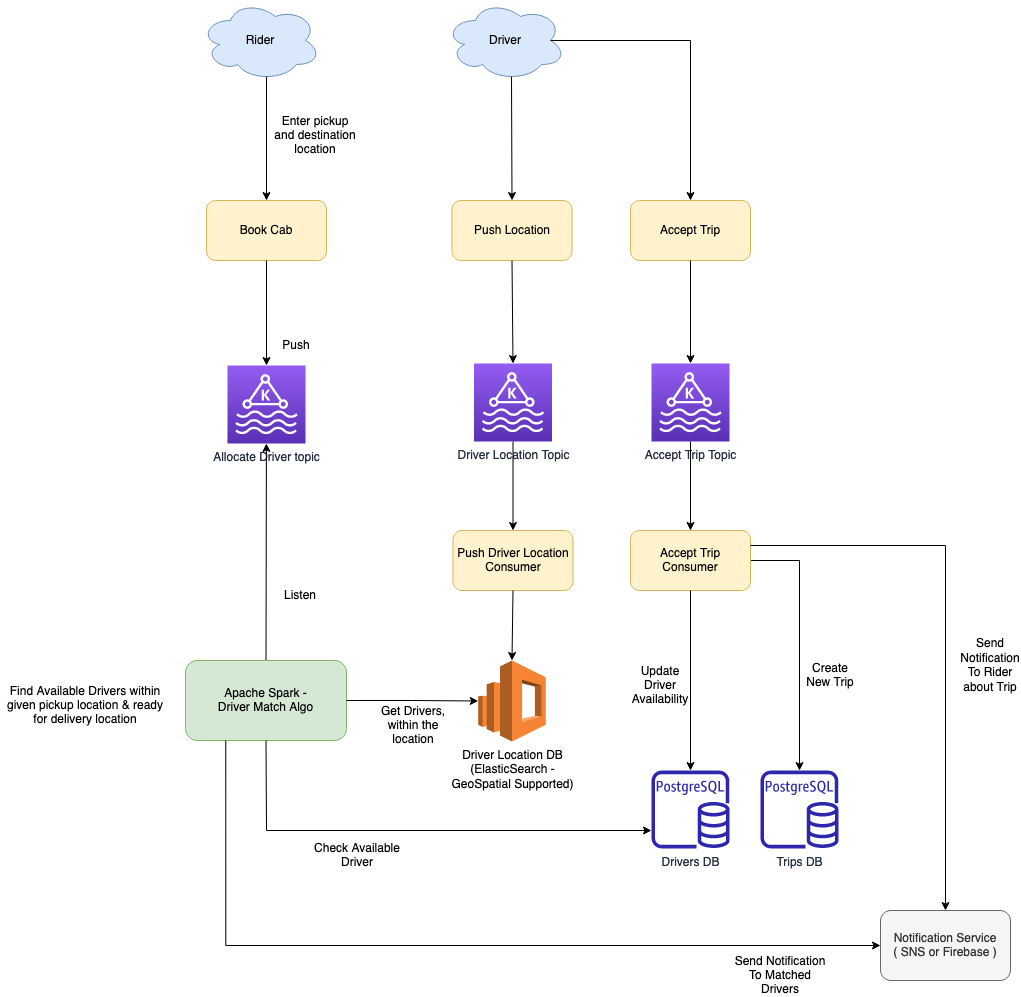 Rider
Driver
Enter pickup
and destination
location
Book Cab
Push Location
Accept Trip
Push
K
K
K
Allocate Driver topic
Driver Location Topic
Accept Trip Topic
Push Driver Location
Consumer
Accept Trip
Consumer
Listen
Find Available Drivers within
given pickup location & ready
for delivery location
Apache Spark -
Driver Match Algo
Get Drivers,
within the
location
Driver Location DB
(ElasticSearch -
GeoSpatial Supported)
Update
Driver
Availability
Create
New Trip
Send
Notification
To Rider
about Trip
PostgreSQL
PostgreSQL
Drivers DB
Trips DB
Check Available
Driver
Notification Service
( SNS or Firebase )
Send Notification
To Matched
Drivers